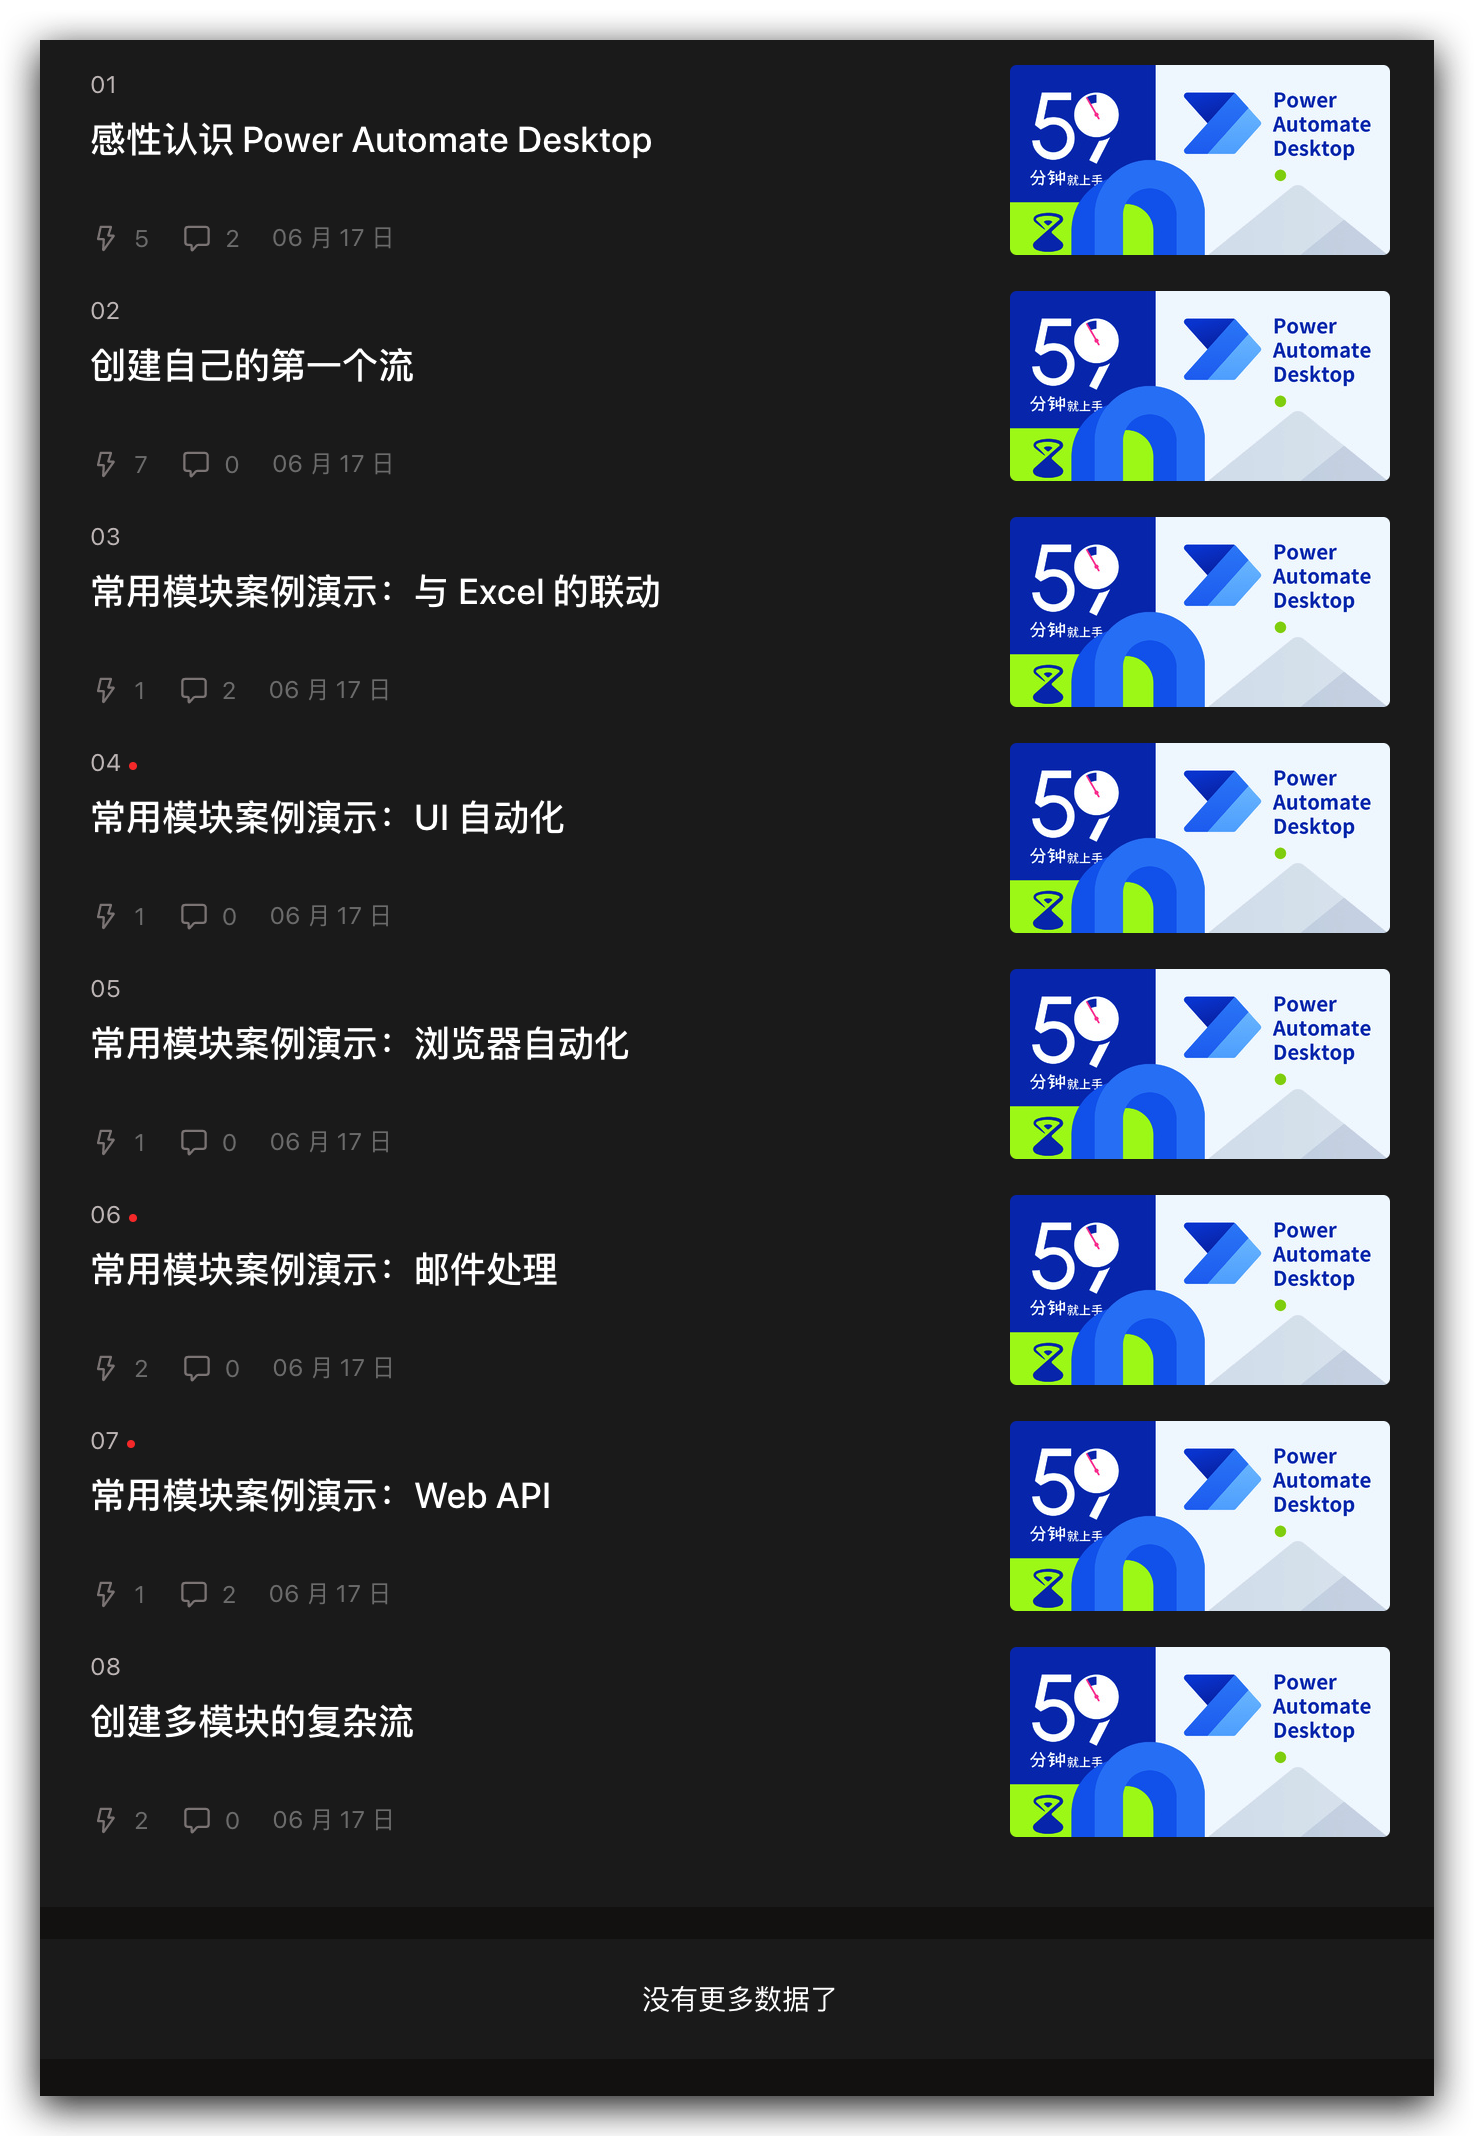 01
感性认识 Power Automate Desktop
5 2 06 月 17 日
59
分钟就上手
Power
Automate
Desktop
02
创建自己的第一个流
7 0 06 月 17 日
59
分钟就上手
Power
Automate
Desktop
03
常用模块案例演示：与 Excel 的联动
1 2 06 月 17 日
59
分钟就上手
Power
Automate
Desktop
04
常用模块案例演示：UI 自动化
1 0 06 月 17 日
59
分钟就上手
Power
Automate
Desktop
05
常用模块案例演示：浏览器自动化
1 0 06 月 17 日
59
分钟就上手
Power
Automate
Desktop
06
常用模块案例演示：邮件处理
2 0 06 月 17 日
59
分钟就上手
Power
Automate
Desktop
07
常用模块案例演示：Web API
1 2 06 月 17 日
59
分钟就上手
Power
Automate
Desktop
08
创建多模块的复杂流
2 0 06 月 17 日
59
分钟就上手
Power
Automate
Desktop
没有更多数据了